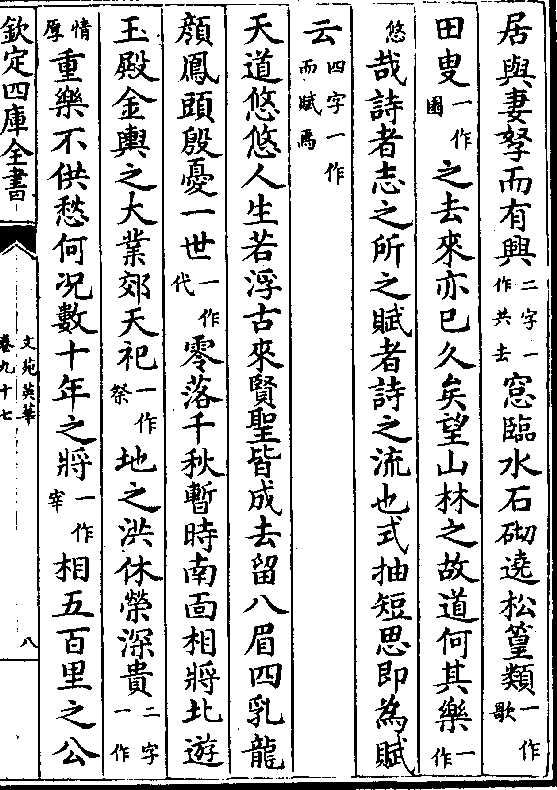 居與妻孥而有興二字一作共去窓臨水石砌遶松篁類一作歌
田叟一作園之去來亦已久矣望山林之故道何其樂一作
悠哉詩者志之所之賦者詩之流也式抽短思即為賦
云四字一作而賦焉
天道悠悠人生若浮古來賢聖皆成去留八眉四乳龍
顔鳳頭殷憂一世一作代零落千秋暫時南面相將北遊
玉殿金輿之大業郊天祀一作祭地之洪休榮深貴二字一作
情厚重樂不供愁何况數十年之將一作宰相五百里之公
欽定四庫全書
文苑英華
卷九十七
八